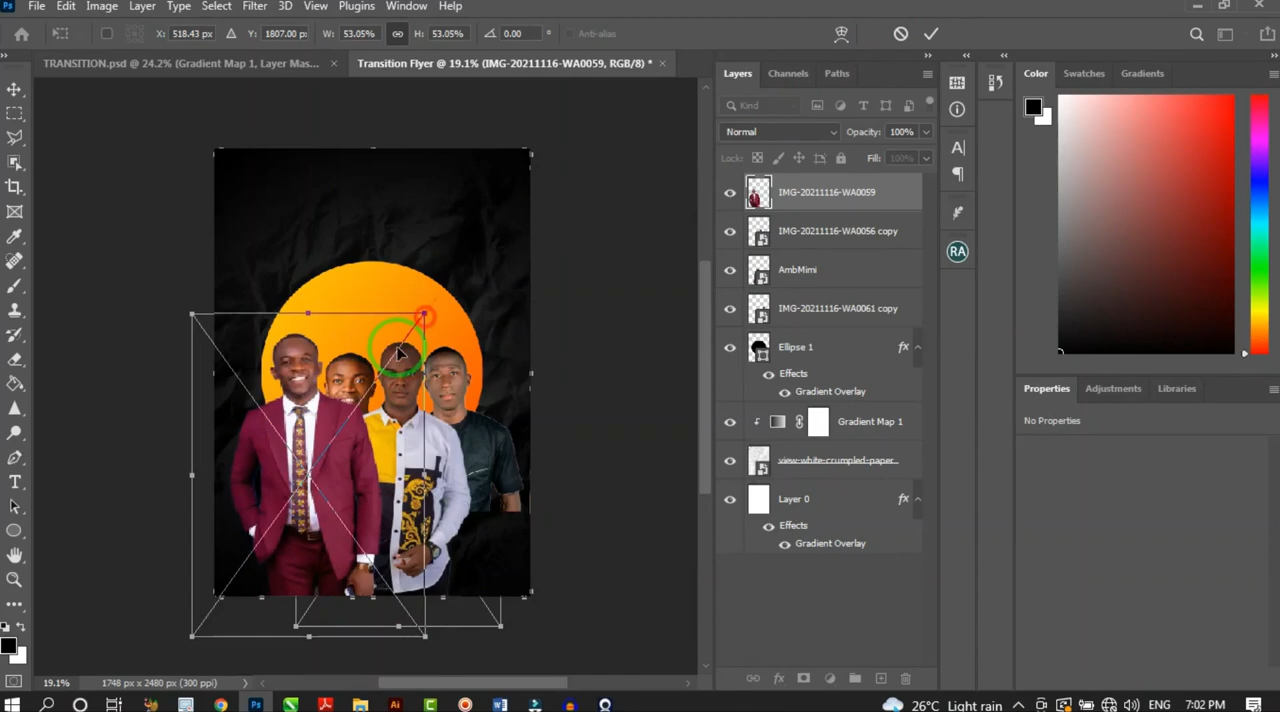 Ps File Edit Image Layer Type Select Filter 3D View Plugins Window Help
X: 518.43 px Y: 1807.00 px W: 53.05% H: 53.05% 0.00 ° Anti-alias
TRANSITION.psd @ 24.2% (Gradient Map 1, Layer Mas... × Transition Flyer @ 19.1% (IMG-20211116-WA0059, RGB/8) * ×
Layers Channels Paths
Kind
Normal Opacity: 100%
Lock: Fill: 100%
IMG-20211116-WA0059
IMG-20211116-WA0056 copy
AmbMimi
IMG-20211116-WA0061 copy
Ellipse 1 fx
Effects
Gradient Overlay
Gradient Map 1
view-white-crumpled-paper...
Layer 0 fx
Effects
Gradient Overlay
fx
RA
Color Swatches Gradients
Properties Adjustments Libraries
No Properties
19.1% 1748 px x 2480 px (300 ppi)
Ps Ai W 26°C Light rain ENG 7:02 PM